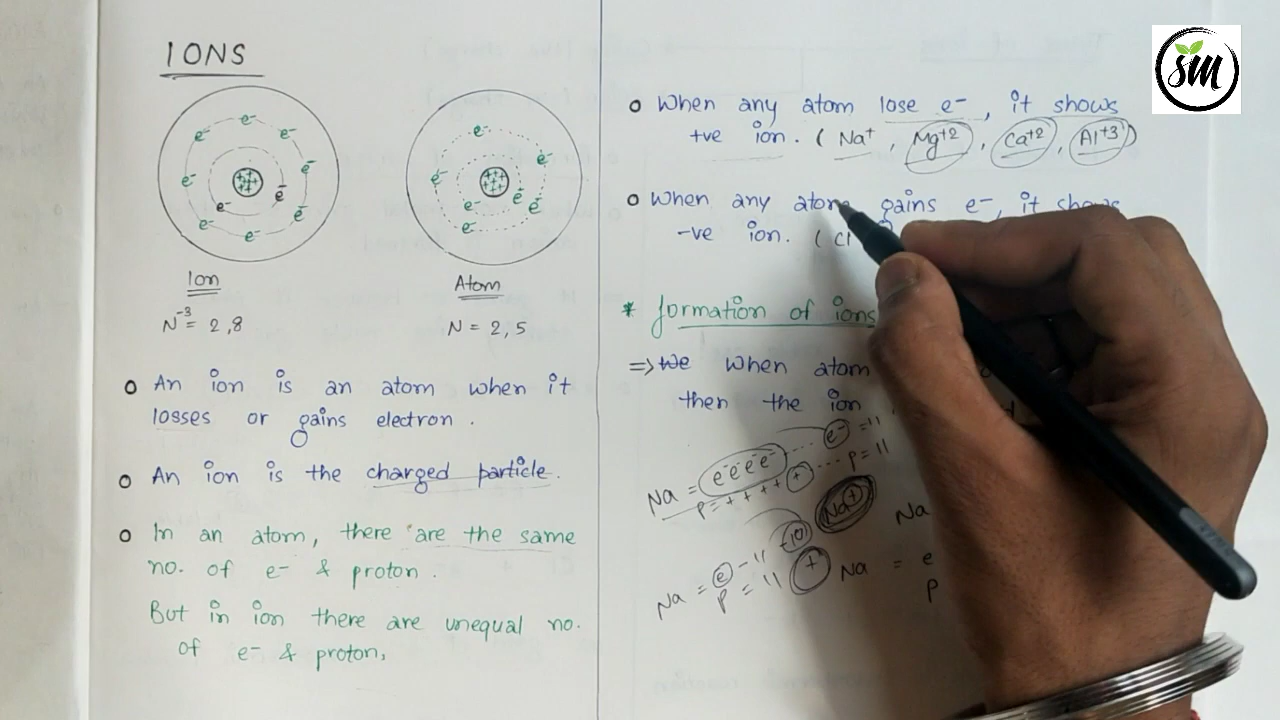 IONS
Ion
N⁻³ = 2,8
Atom
N = 2,5
An ion is an atom when it
losses or gains electron.
An ion is the charged particle.
In an atom, there are the same
no. of e- & proton.
But in ion there are unequal no.
of e- & proton,
When any atom lose e-, it shows
+ve ion. ( Na⁺, Mg⁺², Ca⁺², Al⁺³ )
When any atom gains e-, it shows
-ve ion. ( Cl
* formation of ions
=> We When atom
then the ion
Na = e- e- e- e- .... e- = 11
p = + + + + + .... p = 11
Na⁺
Na
Na = e - 11 -10
p = 11 +
Na = e
p
SM